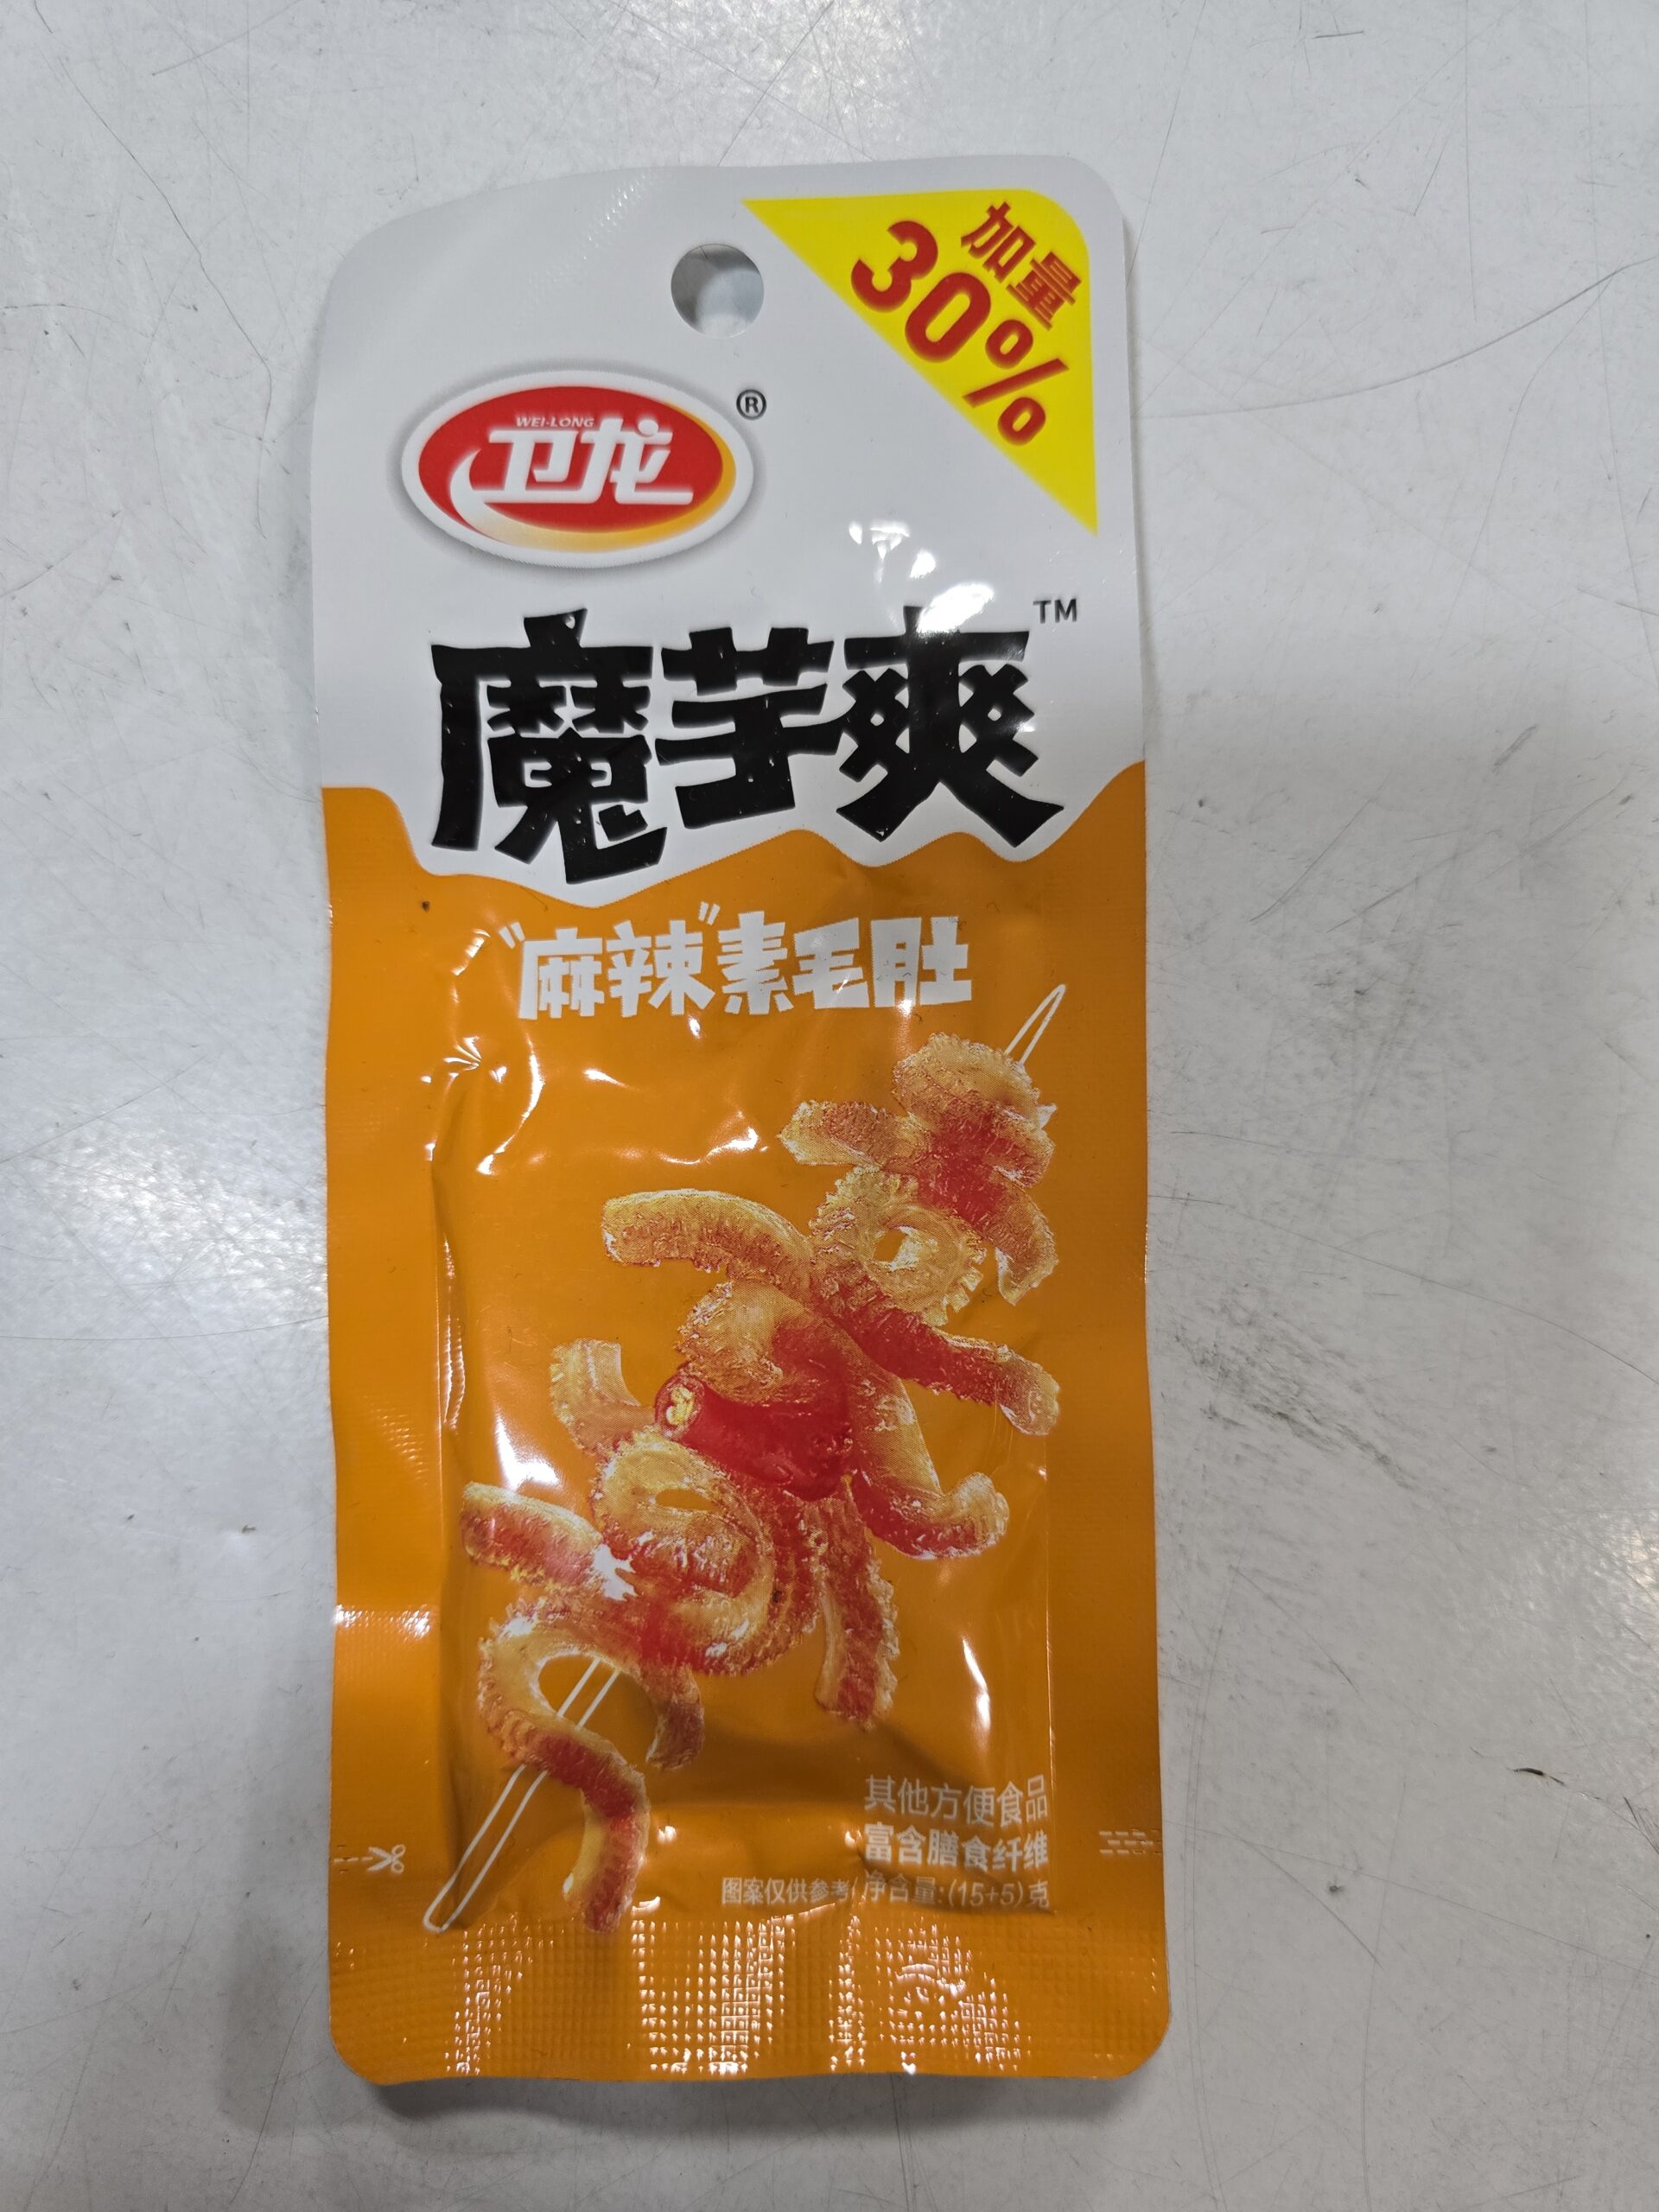 加量
30%
WEI-LONG
卫龙®
魔芋爽™
“麻辣”素毛肚
其他方便食品
富含膳食纤维
图案仅供参考 净含量:(15+5)克